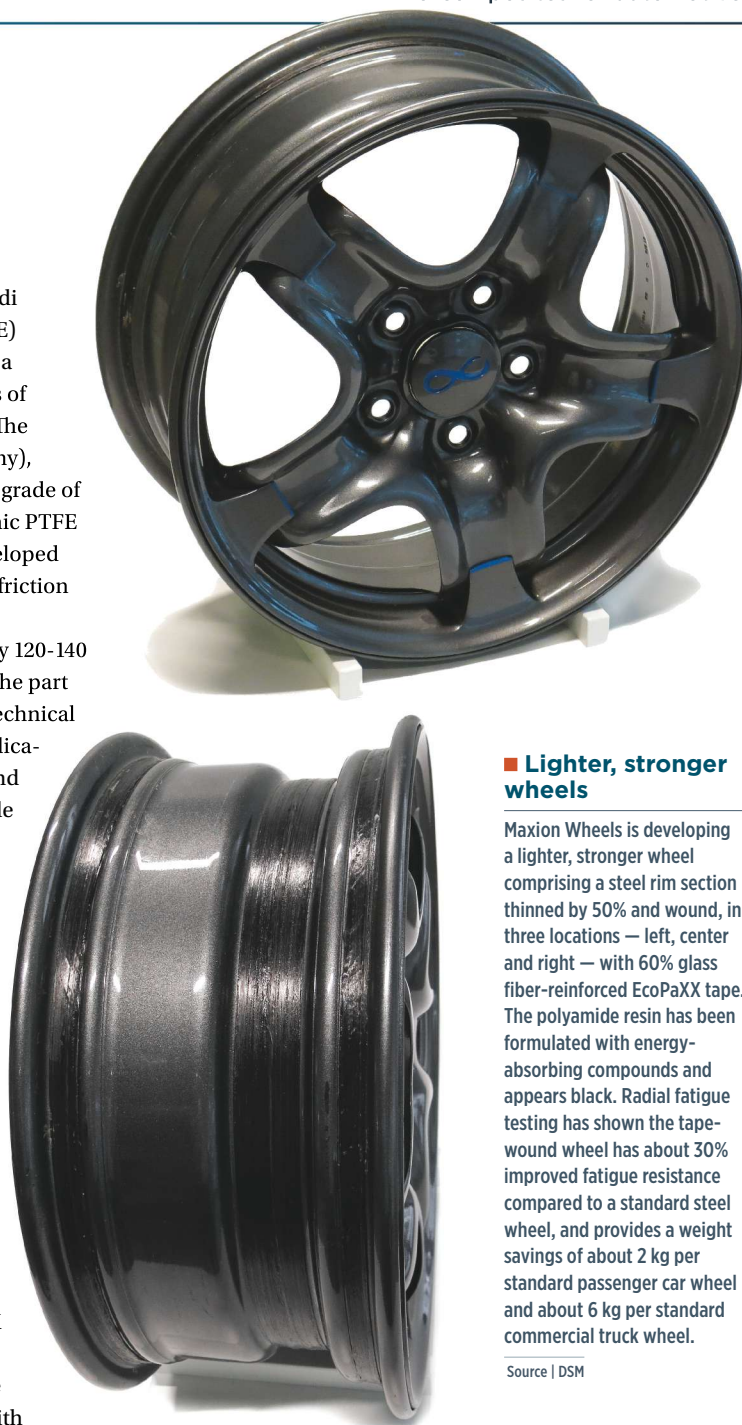 di
E)
a
s of
The
ny),
grade of
nic PTFE
eloped
friction
y 120-140
the part
echnical
lica-
nd
le
ith
Lighter, stronger
wheels
Maxion Wheels is developing
a lighter, stronger wheel
comprising a steel rim section
thinned by 50% and wound, in
three locations — left, center
and right — with 60% glass
fiber-reinforced EcoPaXX tape.
The polyamide resin has been
formulated with energy-
absorbing compounds and
appears black. Radial fatigue
testing has shown the tape-
wound wheel has about 30%
improved fatigue resistance
compared to a standard steel
wheel, and provides a weight
savings of about 2 kg per
standard passenger car wheel
and about 6 kg per standard
commercial truck wheel.
Source | DSM